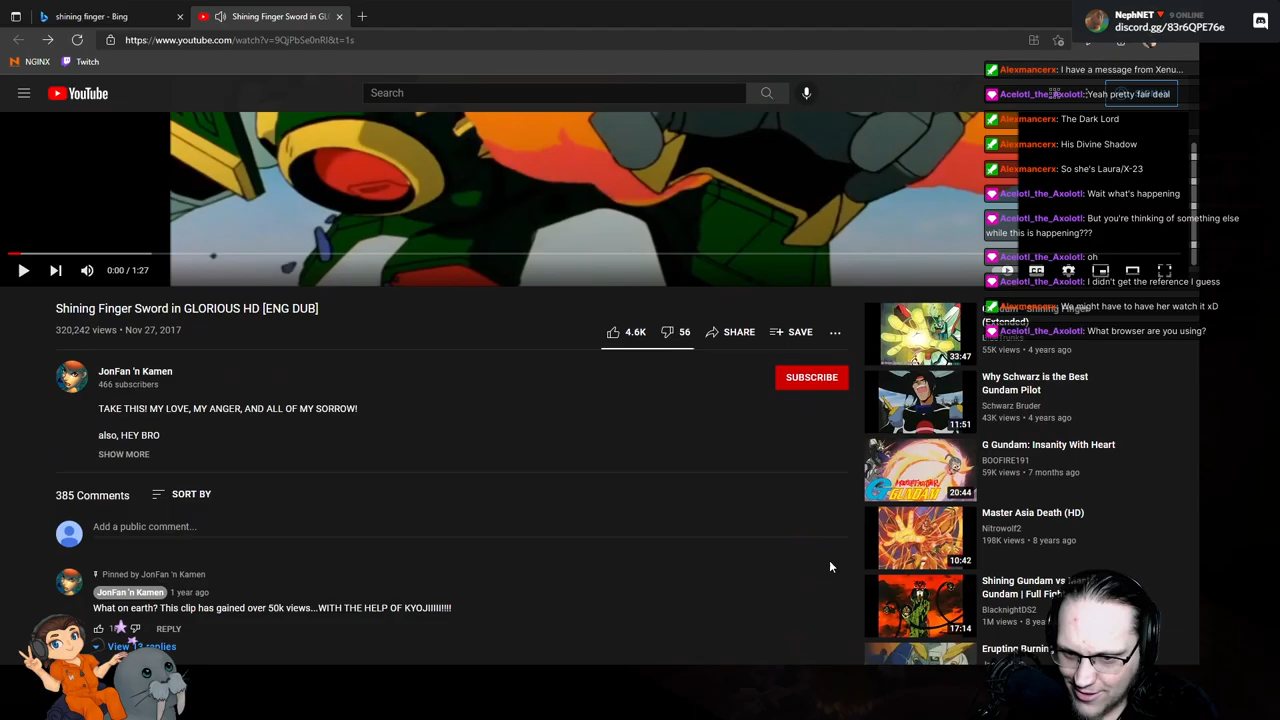 shining finger - Bing
Shining Finger Sword in GL
NephNET
9 ONLINE
discord.gg/83r6QPE76e
https://www.youtube.com/watch?v=9QjPbSe0nRI&t=1s
NGINX
Twitch
YouTube
Search
Alexmancerx: I have a message from Xenu...
Acelotl_the_Axolotl: Yeah pretty fair deal
Alexmancerx: The Dark Lord
Alexmancerx: His Divine Shadow
Alexmancerx: So she's Laura/X-23
Acelotl_the_Axolotl: Wait what's happening
Acelotl_the_Axolotl: But you're thinking of something else
while this is happening???
Acelotl_the_Axolotl: oh
Acelotl_the_Axolotl: I didn't get the reference I guess
Alexmancerx: We might have to have her watch it xD
Acelotl_the_Axolotl: What browser are you using?
0:00 / 1:27
Shining Finger Sword in GLORIOUS HD [ENG DUB]
320,242 views • Nov 27, 2017
4.6K
56
SHARE
SAVE
JonFan 'n Kamen
466 subscribers
SUBSCRIBE
TAKE THIS! MY LOVE, MY ANGER, AND ALL OF MY SORROW!
also, HEY BRO
SHOW MORE
385 Comments
SORT BY
Add a public comment...
Pinned by JonFan 'n Kamen
JonFan 'n Kamen
1 year ago
What on earth? This clip has gained over 50k views...WITH THE HELP OF KYOJIIIIII!!!!
REPLY
View 13 replies
Shining Finger
(Extended)
55K views • 4 years ago
33:47
Why Schwarz is the Best
Gundam Pilot
Schwarz Bruder
43K views • 4 years ago
11:51
G Gundam: Insanity With Heart
BOOFIRE191
59K views • 7 months ago
20:44
Master Asia Death (HD)
Nitrowolf2
198K views • 8 years ago
10:42
Shining Gundam vs
Gundam | Full Fig
BlacknightDS2
1M views • 8 yea
17:14
Erupting Burning